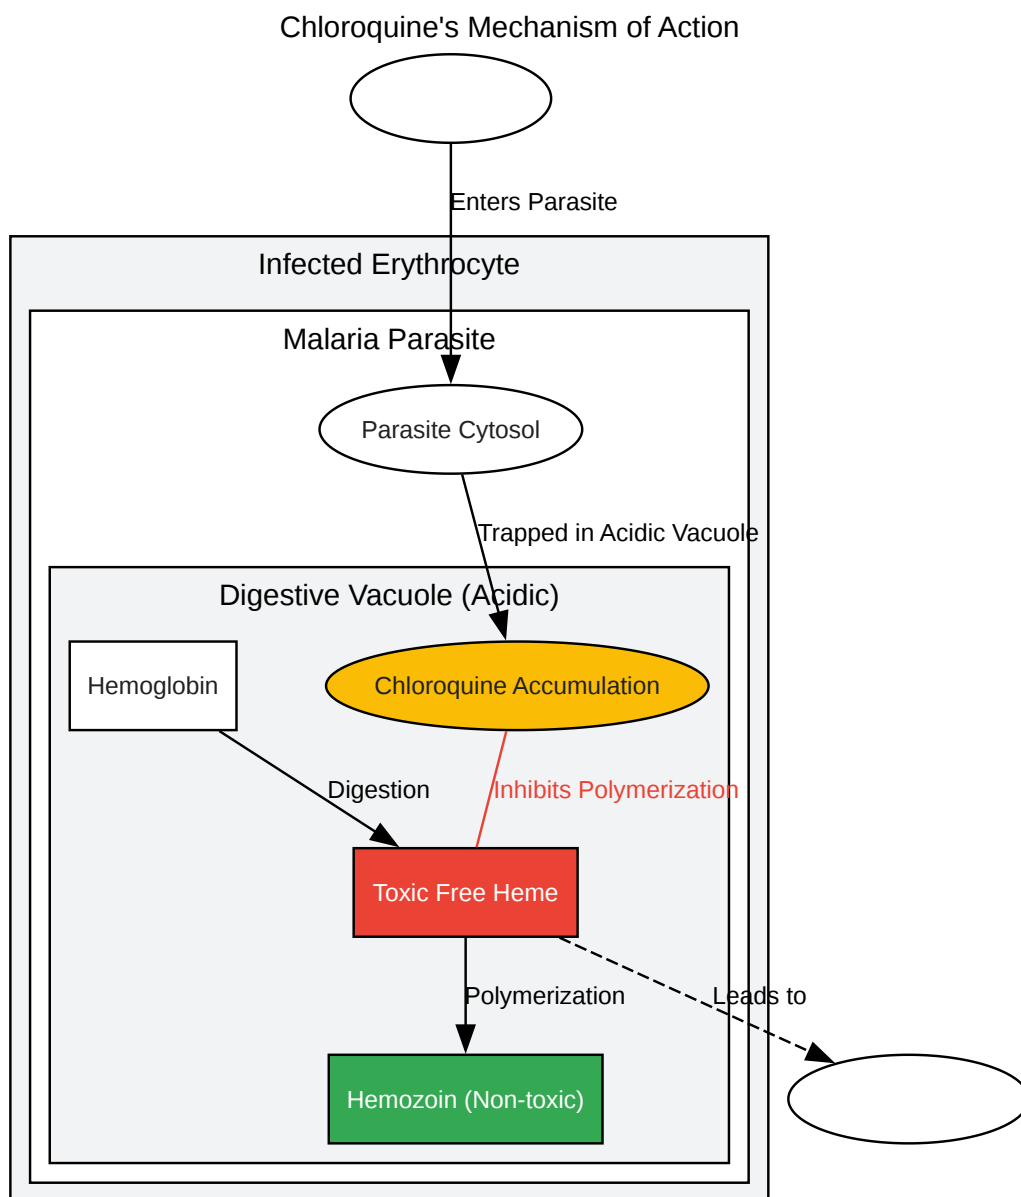 Chloroquine's Mechanism of Action
Enters Parasite
Infected Erythrocyte
Malaria Parasite
Parasite Cytosol
Trapped in Acidic Vacuole
Digestive Vacuole (Acidic)
Hemoglobin
Chloroquine Accumulation
Digestion
Inhibits Polymerization
Toxic Free Heme
Polymerization
Leads to
Hemozoin (Non-toxic)